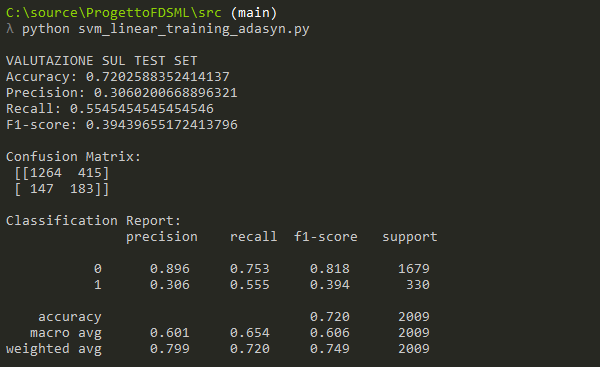 C:\source\ProgettoFDSML\src (main)
λ python svm_linear_training_adasyn.py
VALUTAZIONE SUL TEST SET
Accuracy: 0.7202588352414137
Precision: 0.3060200668896321
Recall: 0.5545454545454546
F1-score: 0.39439655172413796
Confusion Matrix:
[[1264 415]
[ 147 183]]
Classification Report:
precision recall f1-score support
0 0.896 0.753 0.818 1679
1 0.306 0.555 0.394 330
accuracy 0.720 2009
macro avg 0.601 0.654 0.606 2009
weighted avg 0.799 0.720 0.749 2009